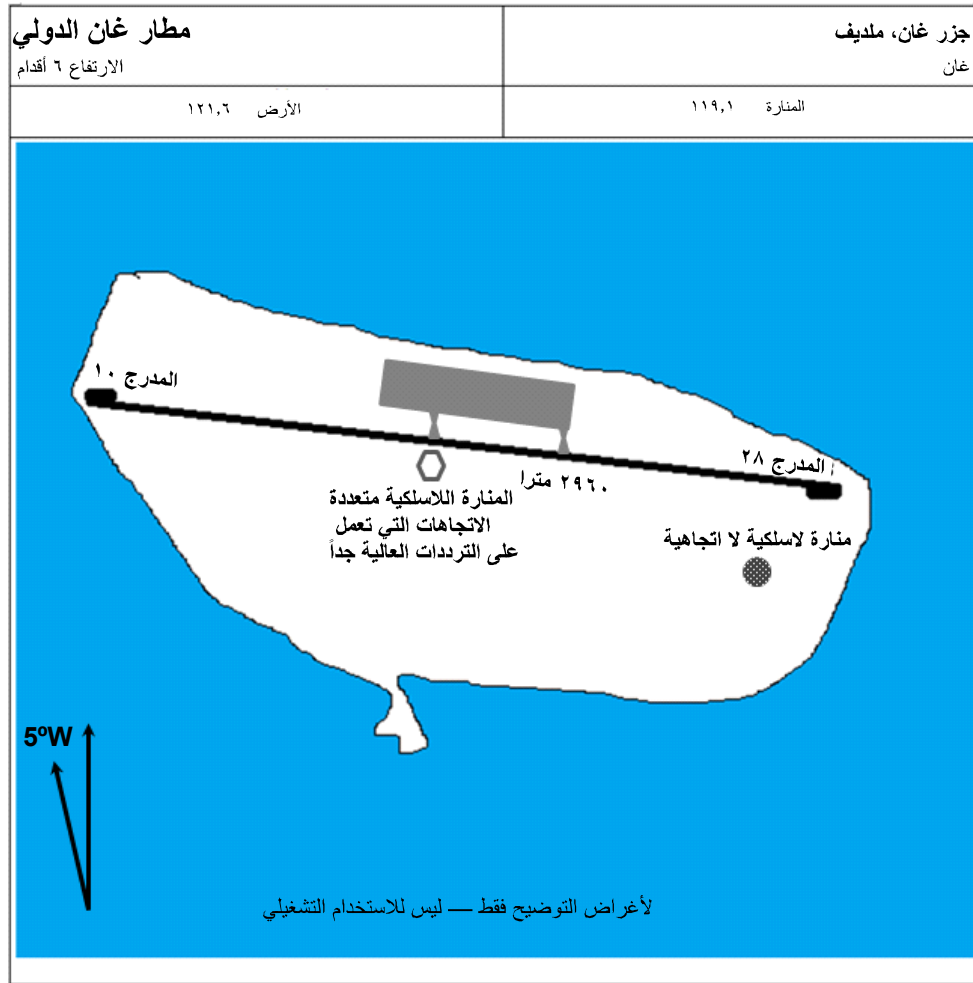 جزر غان، ملديف
غان
مطار غان الدولي
الارتفاع ٦ أقدام
المنارة ١١٩,١
الأرض ١٢١,٦
المدرج ١٠
المدرج ٢٨
٢٩٦٠ مترا
المنارة اللاسلكية متعددة
الاتجاهات التي تعمل
على الترددات العالية جداً
منارة لاسلكية لا اتجاهية
5ºW
لأغراض التوضيح فقط — ليس للاستخدام التشغيلي